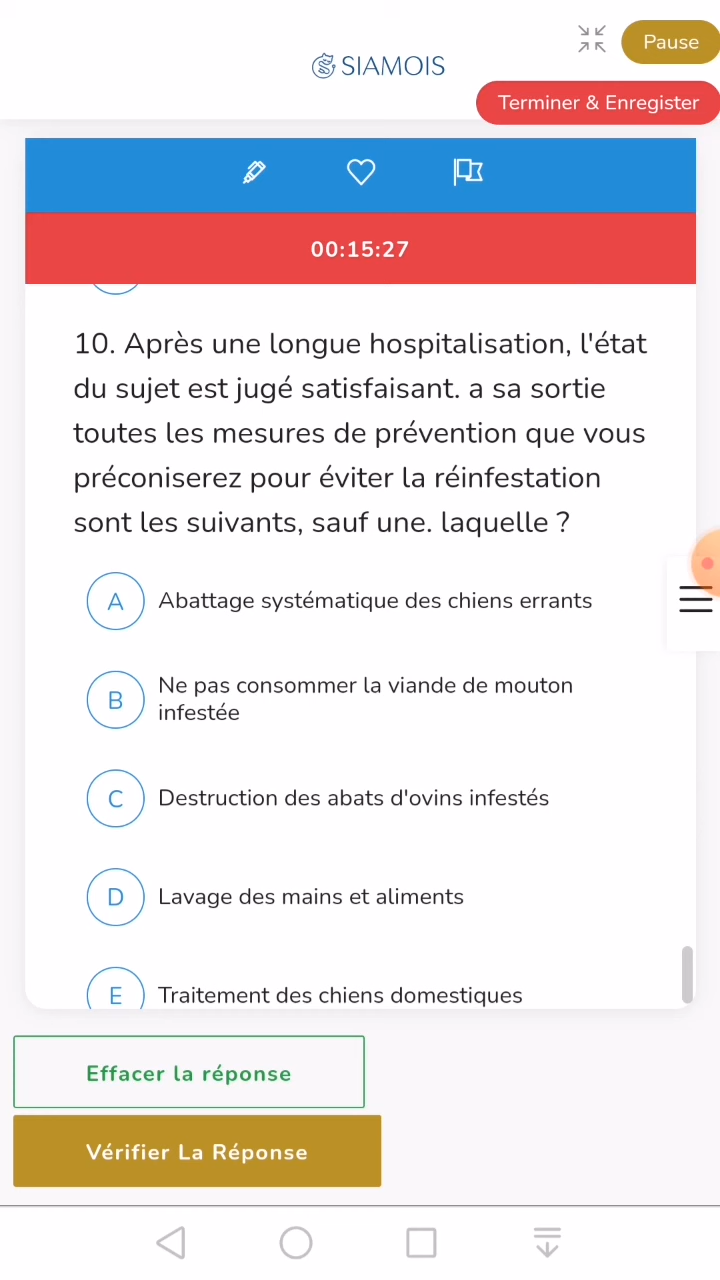 SIAMOIS
Pause
Terminer & Enregister
00:15:27
10. Après une longue hospitalisation, l'état
du sujet est jugé satisfaisant. a sa sortie
toutes les mesures de prévention que vous
préconiserez pour éviter la réinfestation
sont les suivants, sauf une. laquelle ?
A Abattage systématique des chiens errants
B Ne pas consommer la viande de mouton
infestée
C Destruction des abats d'ovins infestés
D Lavage des mains et aliments
E Traitement des chiens domestiques
Effacer la réponse
Vérifier La Réponse